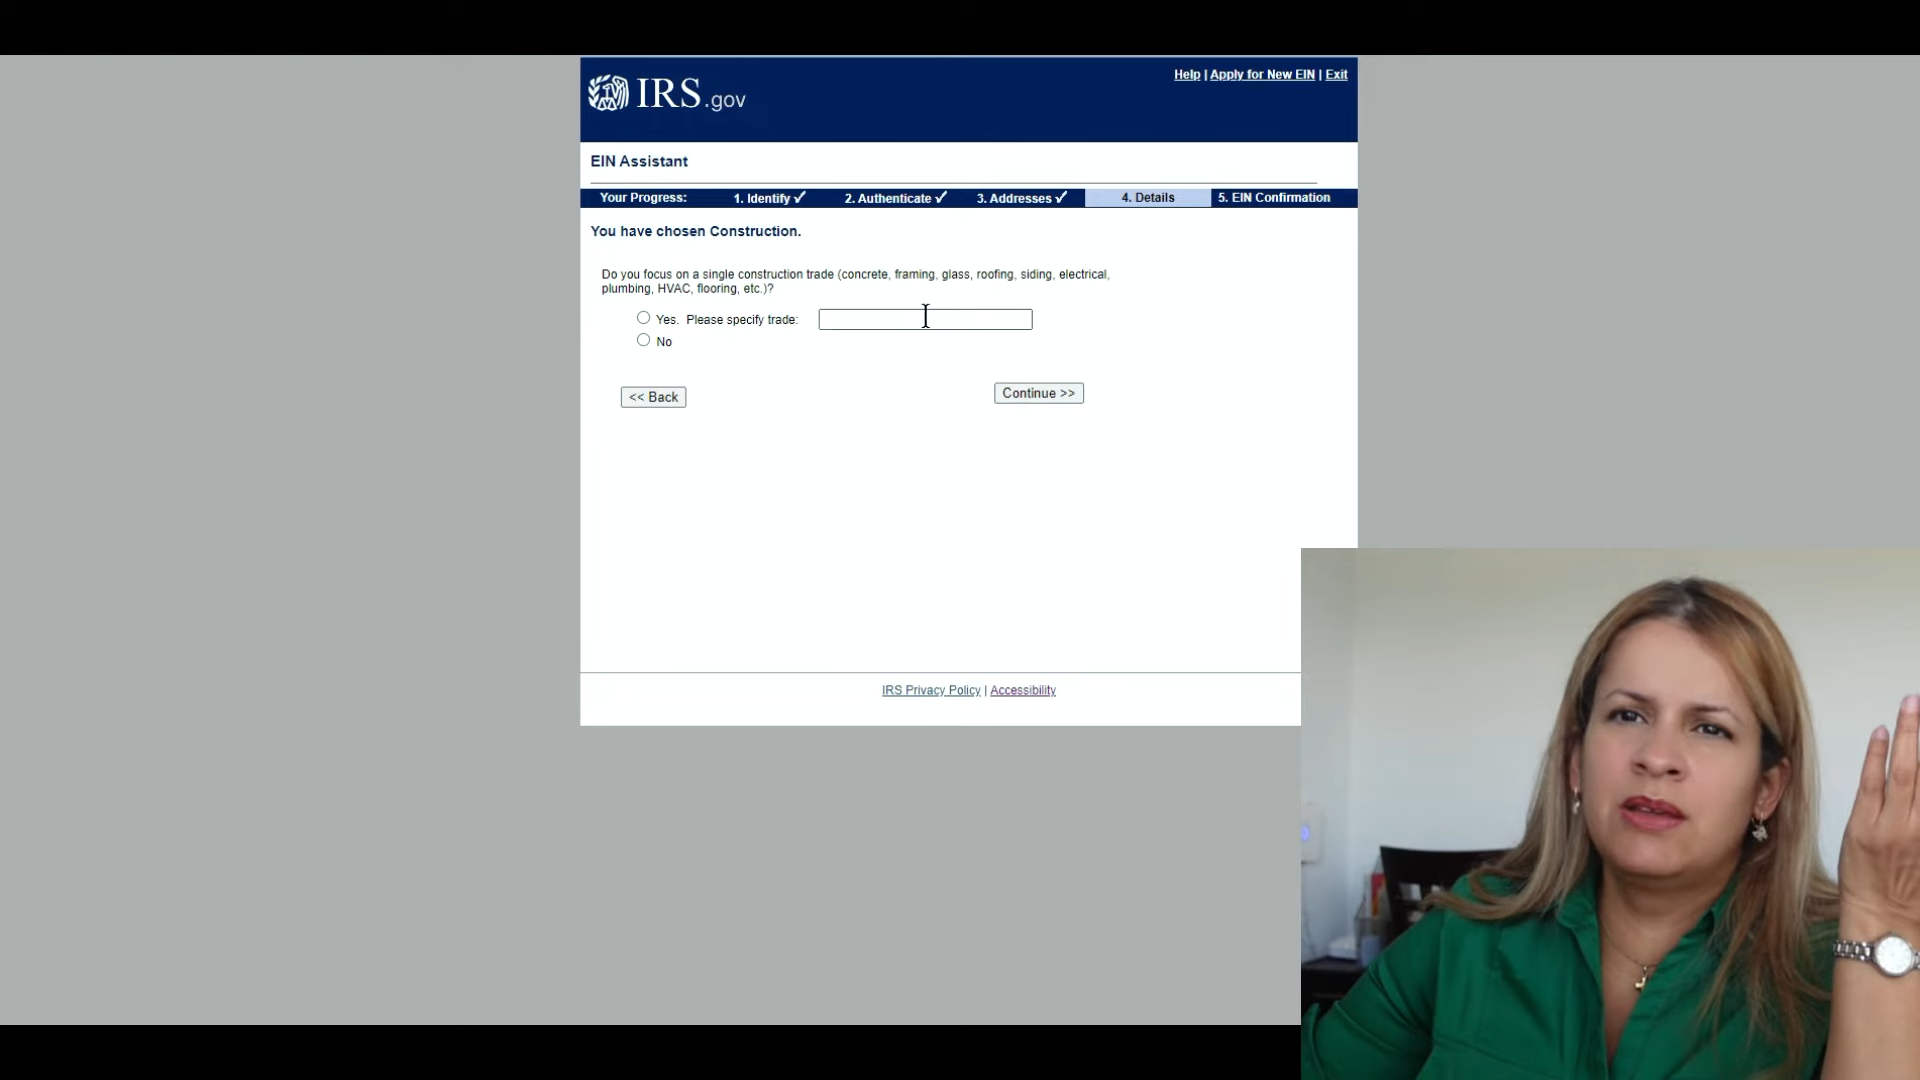 IRS.gov
Help | Apply for New EIN | Exit
EIN Assistant
Your Progress: 1. Identify ✓ 2. Authenticate ✓ 3. Addresses ✓ 4. Details 5. EIN Confirmation
You have chosen Construction.
Do you focus on a single construction trade (concrete, framing, glass, roofing, siding, electrical,
plumbing, HVAC, flooring, etc.)?
Yes. Please specify trade:
No
<< Back
Continue >>
IRS Privacy Policy | Accessibility